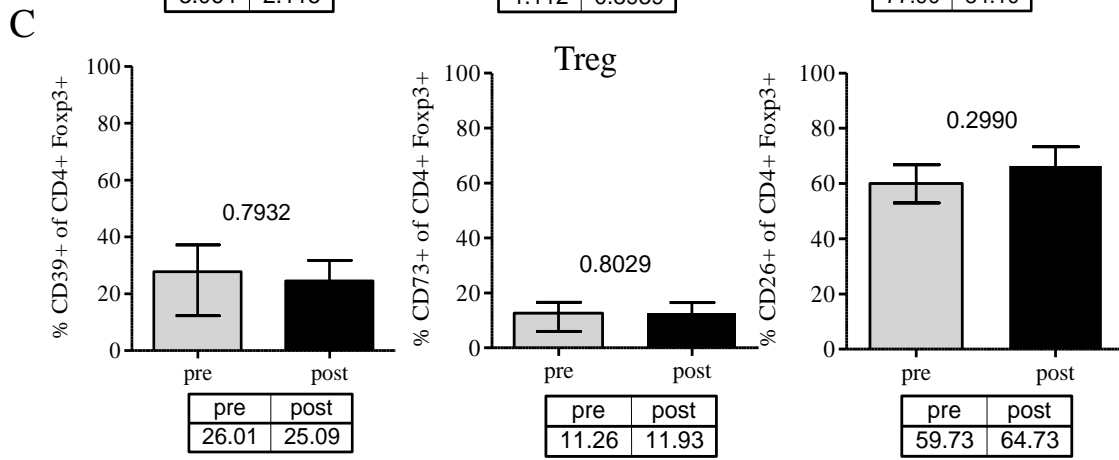 C
Treg
% CD39+ of CD4+ Foxp3+
100
80
60
40
20
0
0.7932
pre post
pre post
26.01 25.09
% CD73+ of CD4+ Foxp3+
100
80
60
40
20
0
0.8029
pre post
pre post
11.26 11.93
% CD26+ of CD4+ Foxp3+
100
80
60
40
20
0
0.2990
pre post
pre post
59.73 64.73